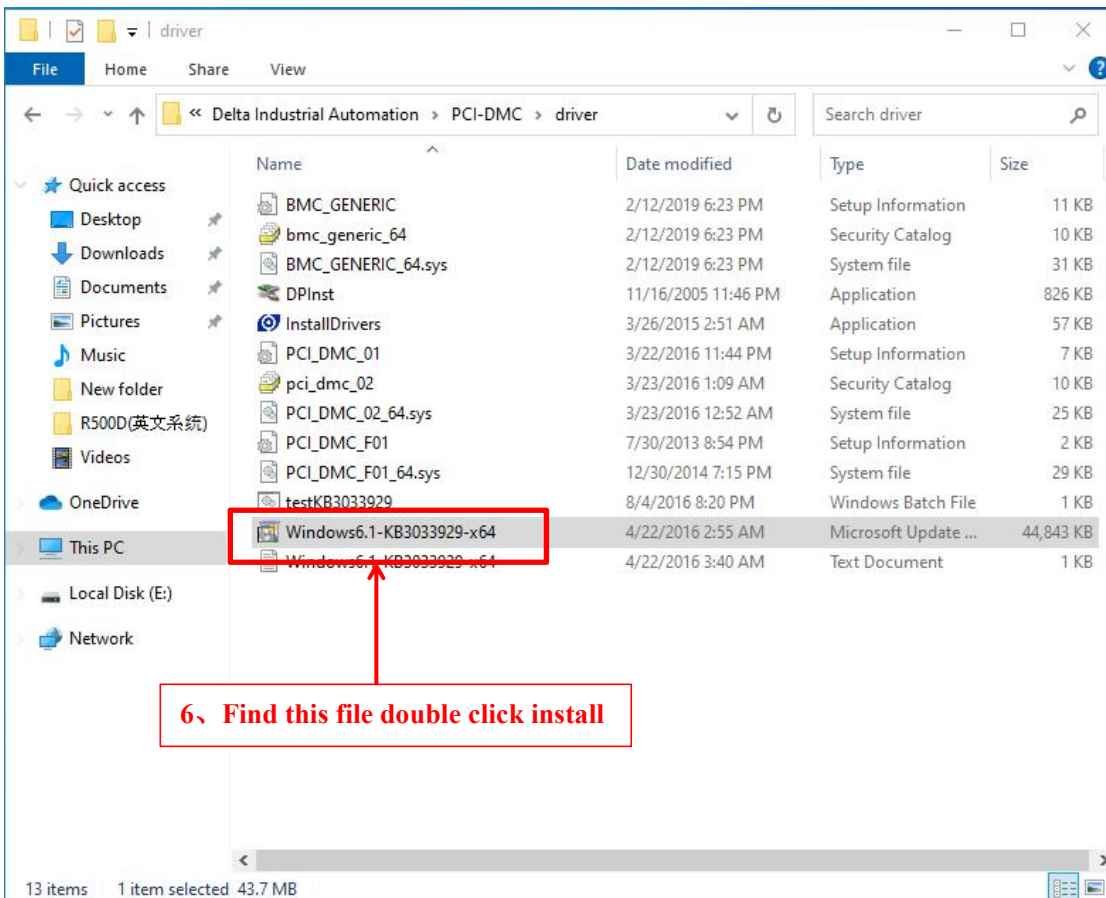 driver
File Home Share View
« Delta Industrial Automation > PCI-DMC > driver Search driver
Name Date modified Type Size
Quick access
Desktop
Downloads
Documents
Pictures
Music
New folder
R500D(英文系统)
Videos
OneDrive
This PC
Local Disk (E:)
Network
BMC_GENERIC 2/12/2019 6:23 PM Setup Information 11 KB
bmc_generic_64 2/12/2019 6:23 PM Security Catalog 10 KB
BMC_GENERIC_64.sys 2/12/2019 6:23 PM System file 31 KB
DPInst 11/16/2005 11:46 PM Application 826 KB
InstallDrivers 3/26/2015 2:51 AM Application 57 KB
PCI_DMC_01 3/22/2016 11:44 PM Setup Information 7 KB
pci_dmc_02 3/23/2016 1:09 AM Security Catalog 10 KB
PCI_DMC_02_64.sys 3/23/2016 12:52 AM System file 25 KB
PCI_DMC_F01 7/30/2013 8:54 PM Setup Information 2 KB
PCI_DMC_F01_64.sys 12/30/2014 7:15 PM System file 29 KB
testKB3033929 8/4/2016 8:20 PM Windows Batch File 1 KB
Windows6.1-KB3033929-x64 4/22/2016 2:55 AM Microsoft Update ... 44,843 KB
Windows6.1-KB3033929-x64 4/22/2016 3:40 AM Text Document 1 KB
6、Find this file double click install
13 items 1 item selected 43.7 MB